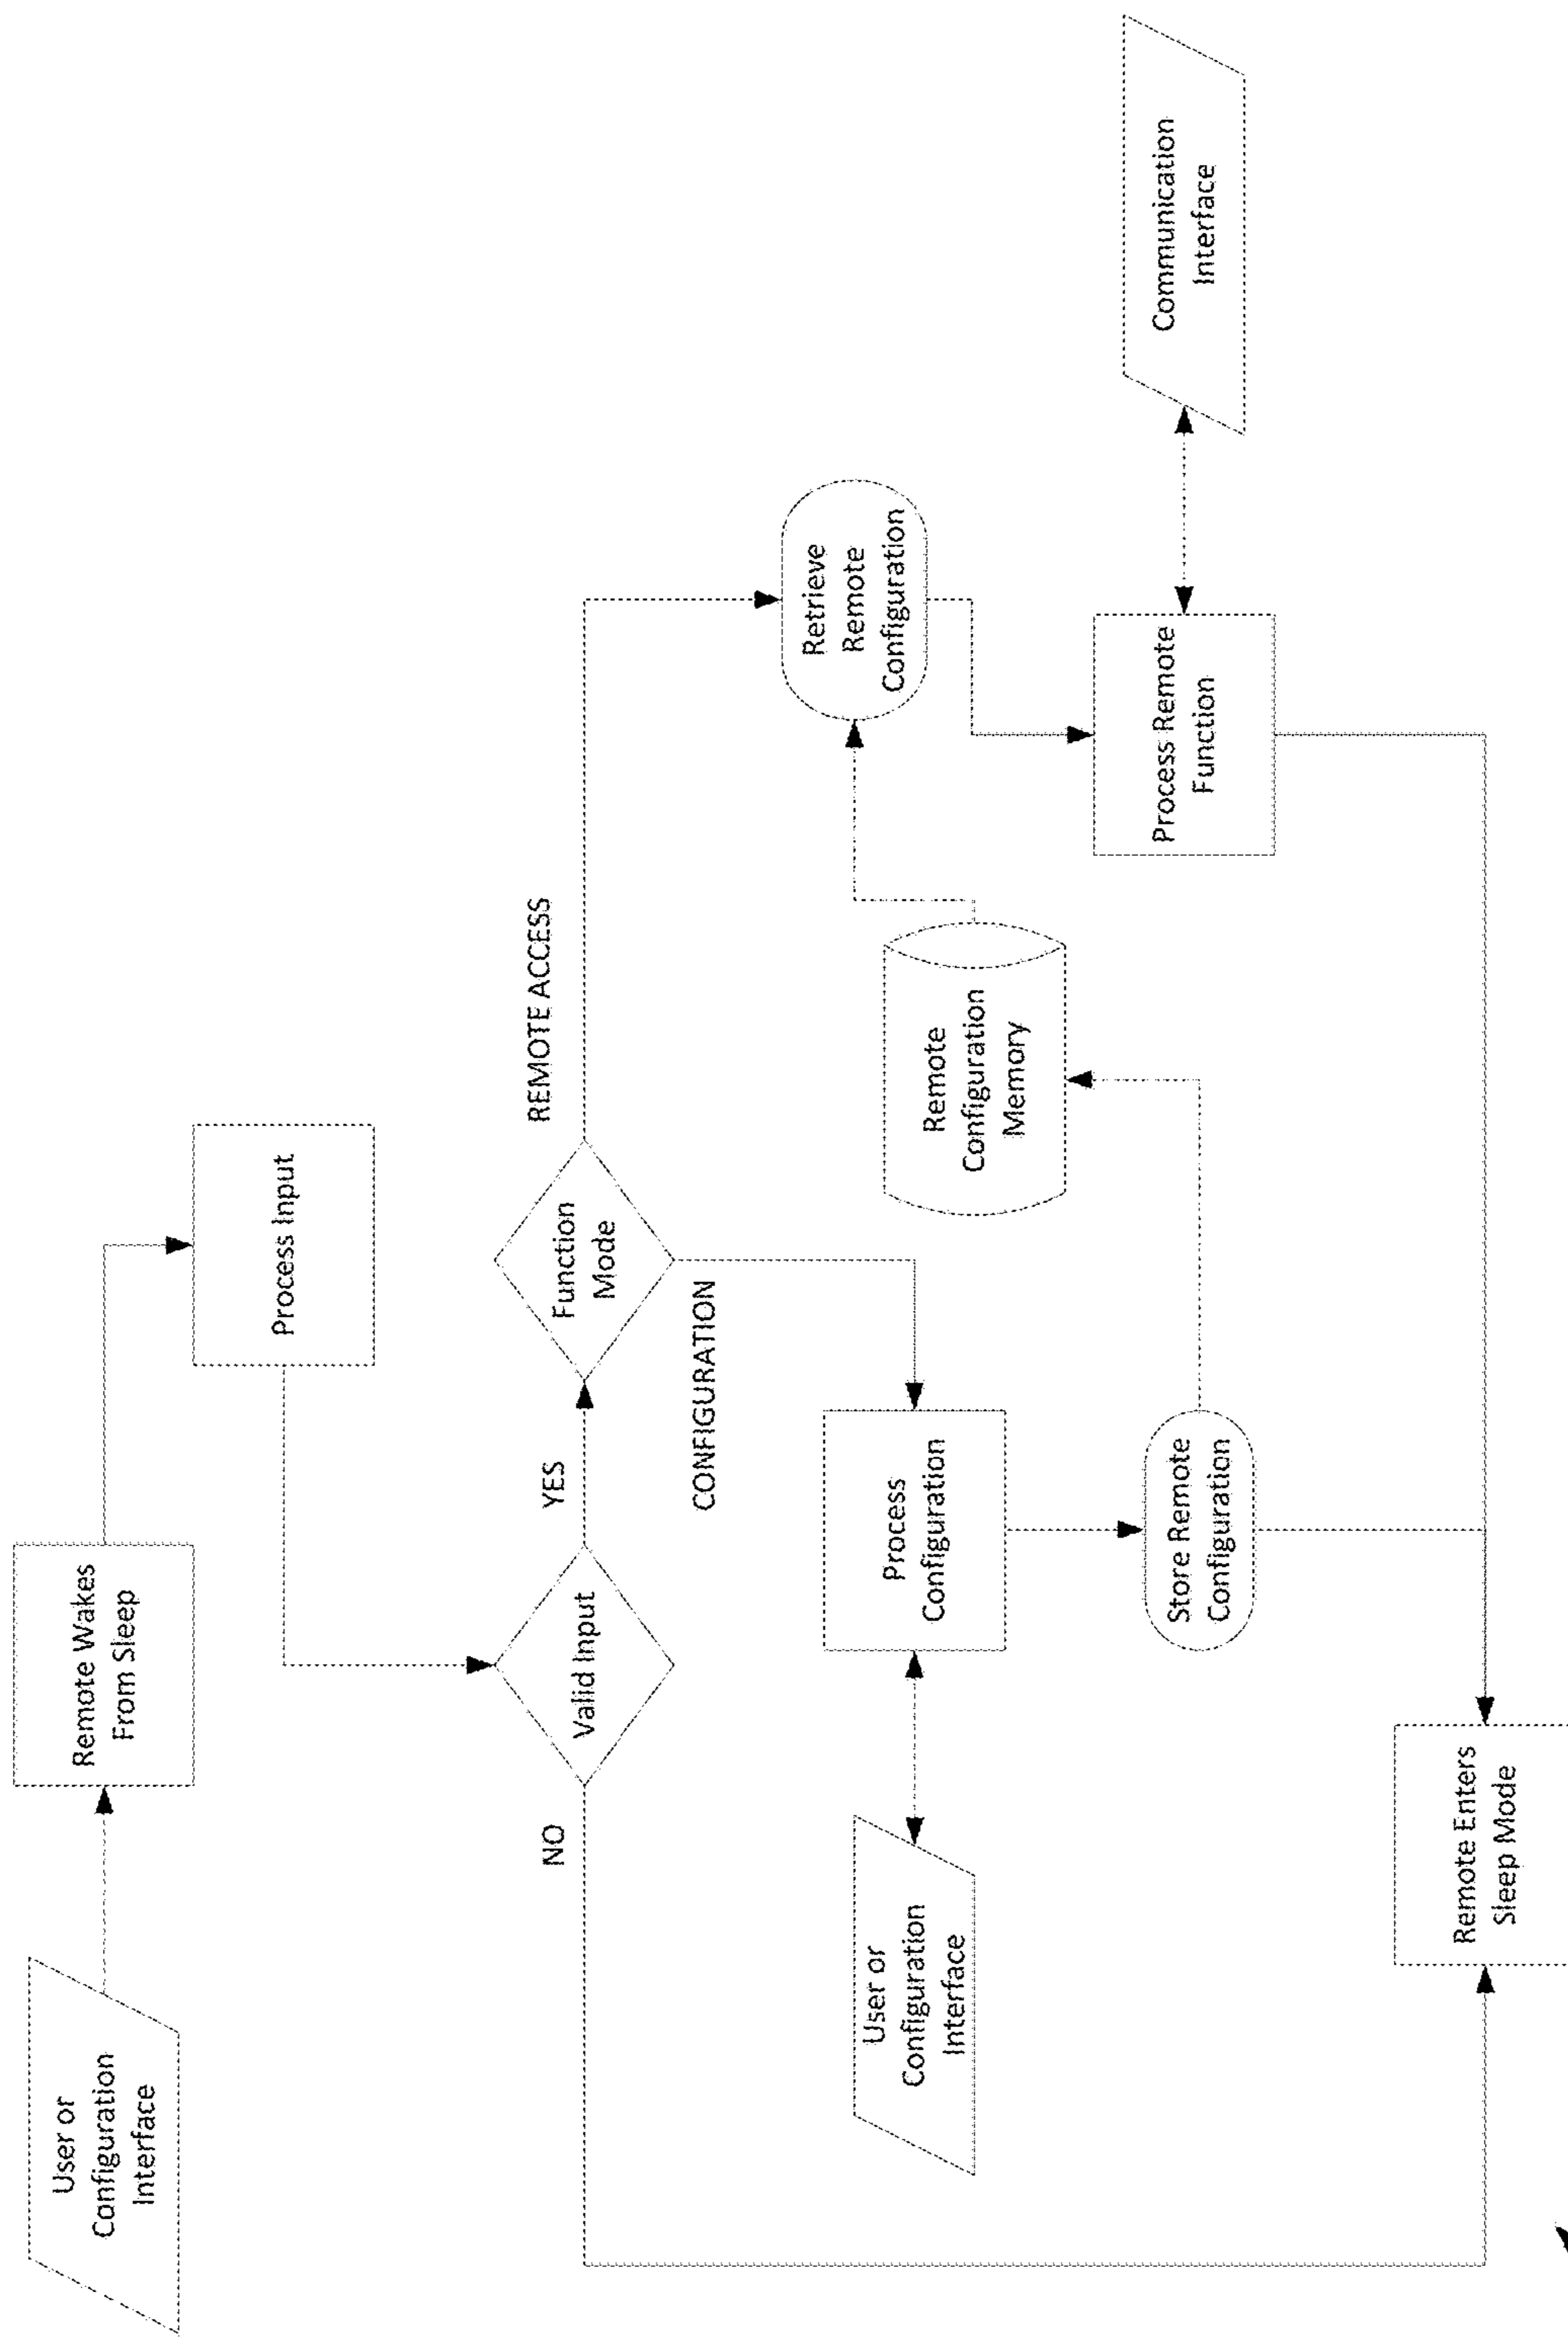 User or
Configuration
Interface
Remote Wakes
From Sleep
Process Input
Valid Input
NO
YES
Function
Mode
REMOTE ACCESS
CONFIGURATION
User or
Configuration
Interface
Process
Configuration
Remote
Configuration
Memory
Retrieve
Remote
Configuration
Store Remote
Configuration
Process Remote
Function
Communication
Interface
Remote Enters
Sleep Mode